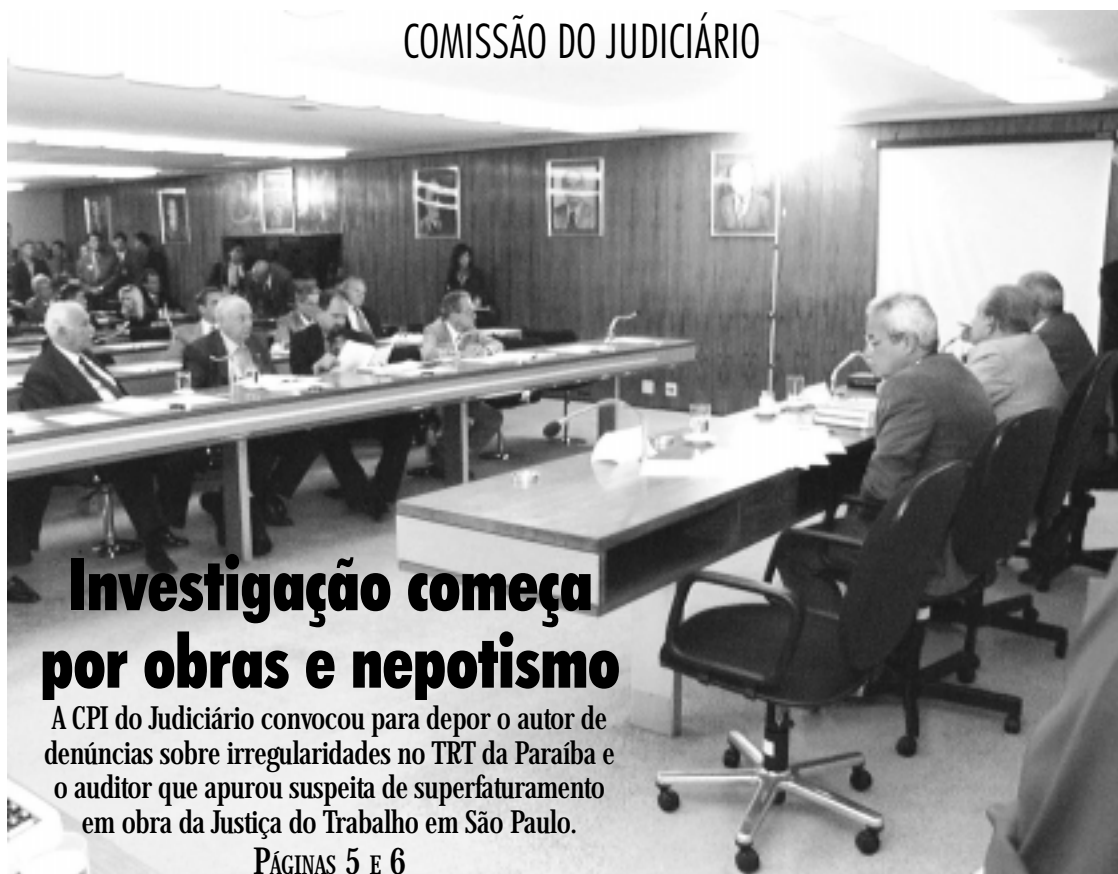 COMISSÃO DO JUDICIÁRIO
Investigação começa
por obras e nepotismo
A CPI do Judiciário convocou para depor o autor de
denúncias sobre irregularidades no TRT da Paraíba e
o auditor que apurou suspeita de superfaturamento
em obra da Justiça do Trabalho em São Paulo.
PÁGINAS 5 E 6